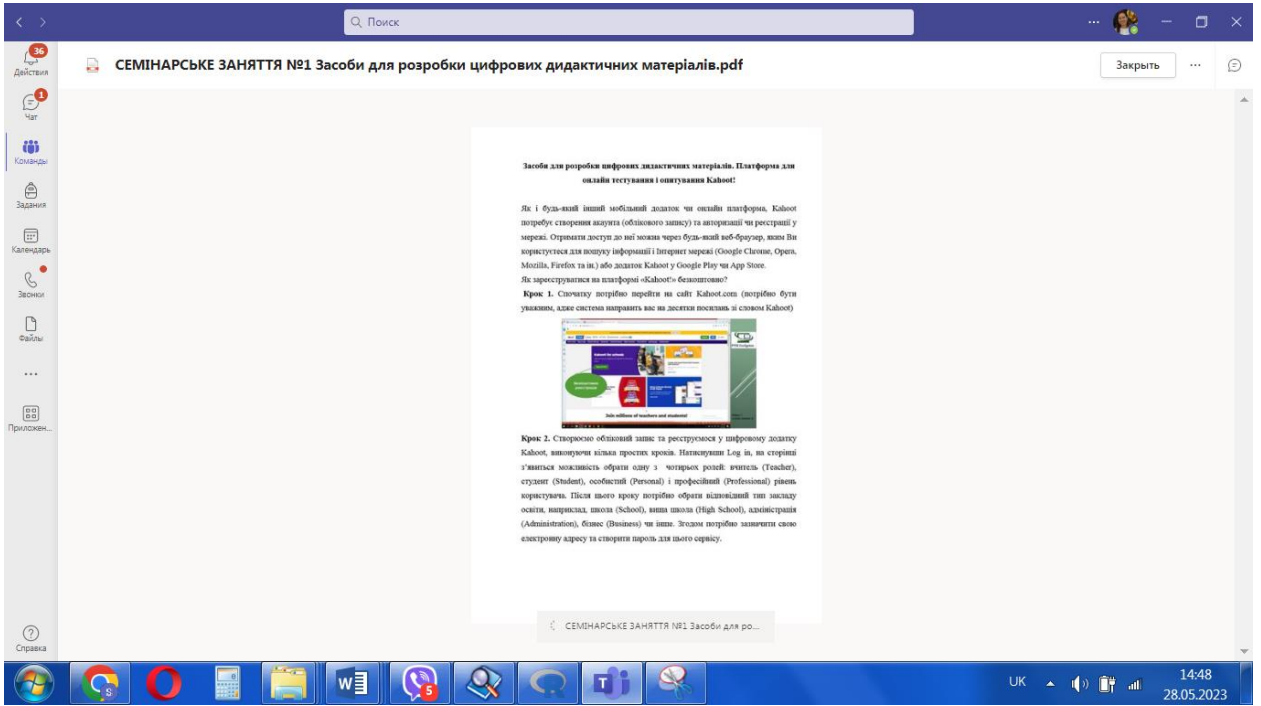 Поиск
36
Действия
СЕМІНАРСЬКЕ ЗАНЯТТЯ №1 Засоби для розробки цифрових дидактичних матеріалів.pdf
Закрыть
1
Чат
Команды
Задания
Календарь
Звонки
Файлы
Приложен...
Засоби для розробки цифрових дидактичних матеріалів. Платформа для
онлайн тестування і опитування Kahoot!
Як і будь-який інший мобільний додаток чи онлайн платформа, Kahoot
потребує створення акаунта (облікового запису) та авторизації чи реєстрації у
мережі. Отримати доступ до неї можна через будь-який веб-браузер, яким Ви
користуєтеся для пошуку інформації і Інтернет мережі (Google Chrome, Opera,
Mozilla, Firefox та ін.) або додаток Kahoot у Google Play чи App Store.
Як зареєструватися на платформі «Kahoot!» безкоштовно?
Крок 1. Спочатку потрібно перейти на сайт Kahoot.com (потрібно бути
уважним, адже система направить вас на десятки посилань зі словом Kahoot)
Kahoot! for schools
Join millions of teachers and students!
Крок 2. Створюємо обліковий запис та реєструємося у цифровому додатку
Kahoot, виконуючи кілька простих кроків. Натиснувши Log in, на сторінці
з’явиться можливість обрати одну з чотирьох ролей: вчитель (Teacher),
студент (Student), особистий (Personal) і професійний (Professional) рівень
користувача. Після цього кроку потрібно обрати відповідний тип закладу
освіти, наприклад, школа (School), вища школа (High School), адміністрація
(Administration), бізнес (Business) чи інше. Згодом потрібно зазначити свою
електронну адресу та створити пароль для цього сервісу.
СЕМІНАРСЬКЕ ЗАНЯТТЯ №1 Засоби для ро...
Справка
5
UK
14:48
28.05.2023